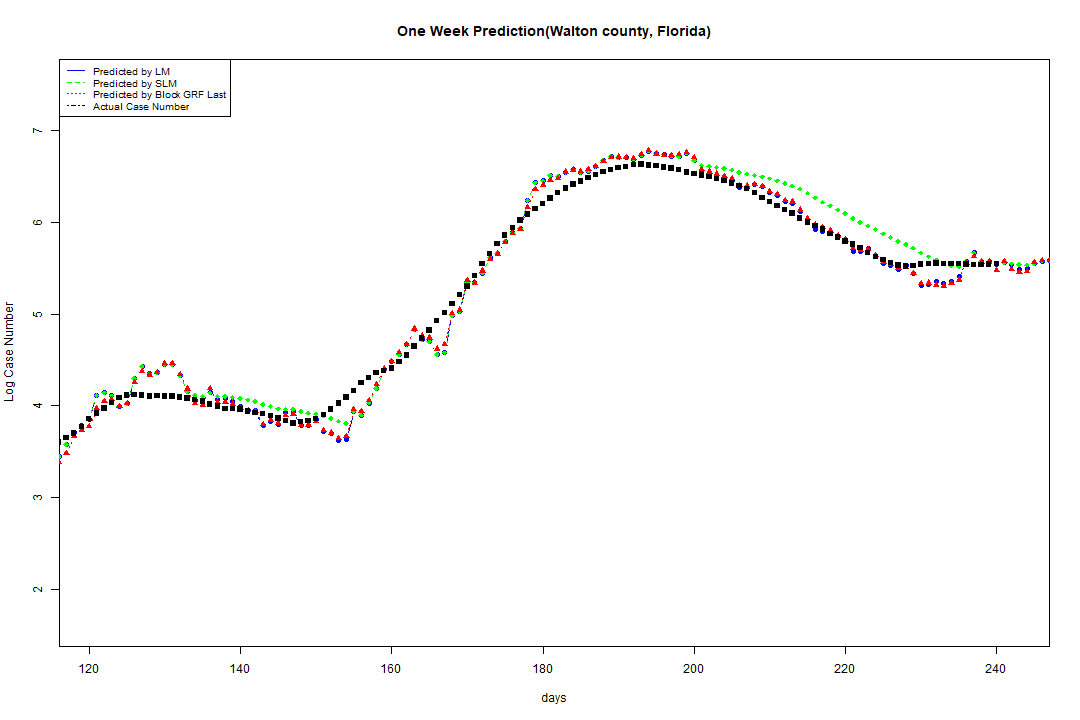 One Week Prediction(Walton county, Florida)
Predicted by LM
Predicted by SLM
Predicted by Block GRF Last
Actual Case Number
7
6
5
4
3
2
Log Case Number
120 140 160 180 200 220 240
days